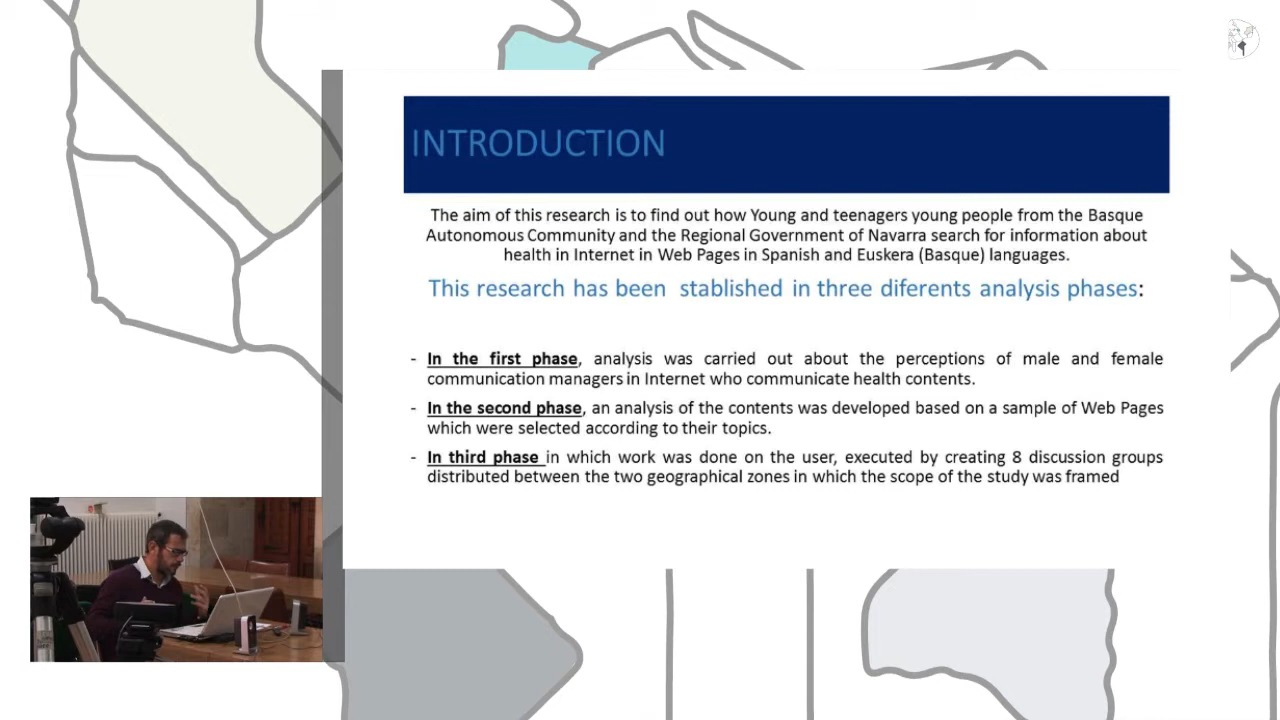 INTRODUCTION
The aim of this research is to find out how Young and teenagers young people from the Basque
Autonomous Community and the Regional Government of Navarra search for information about
health in Internet in Web Pages in Spanish and Euskera (Basque) languages.
This research has been stablished in three diferents analysis phases:
- In the first phase, analysis was carried out about the perceptions of male and female
communication managers in Internet who communicate health contents.
- In the second phase, an analysis of the contents was developed based on a sample of Web Pages
which were selected according to their topics.
- In third phase in which work was done on the user, executed by creating 8 discussion groups
distributed between the two geographical zones in which the scope of the study was framed